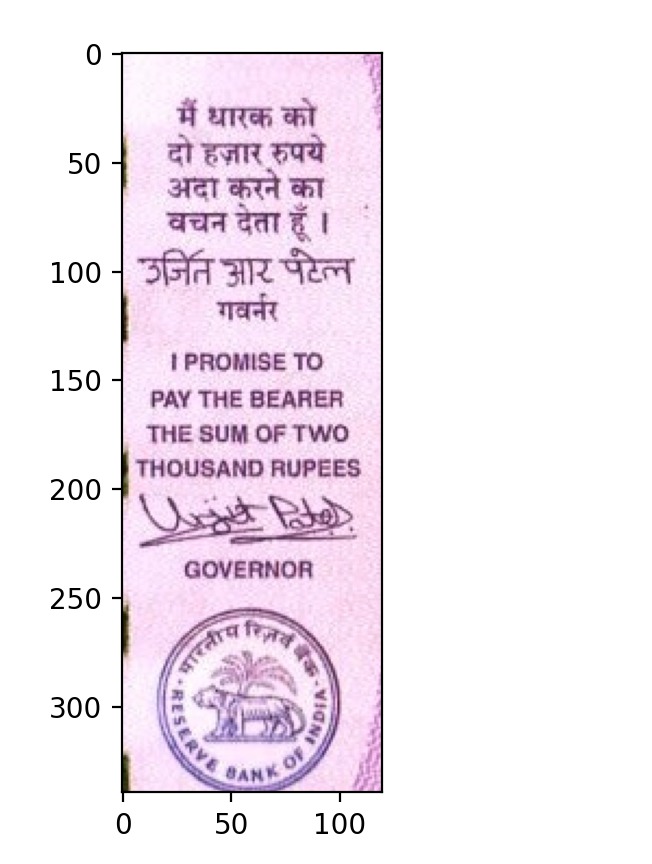 0
50
100
150
200
250
300
0
50
100
मैं धारक को
दो हज़ार रुपये
अदा करने का
वचन देता हूँ ।
उर्जित आर पटेल
गवर्नर
I PROMISE TO
PAY THE BEARER
THE SUM OF TWO
THOUSAND RUPEES
Urjit Patel
GOVERNOR
भारतीय रिज़र्व बैंक
RESERVE BANK OF INDIA